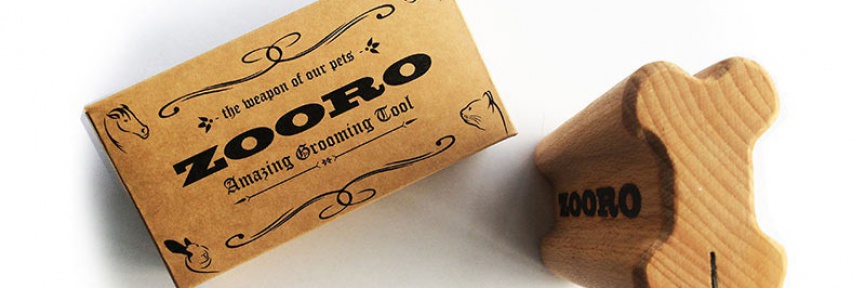 the weapon of our pets
ZOORO
Amazing Grooming Tool
ZOORO